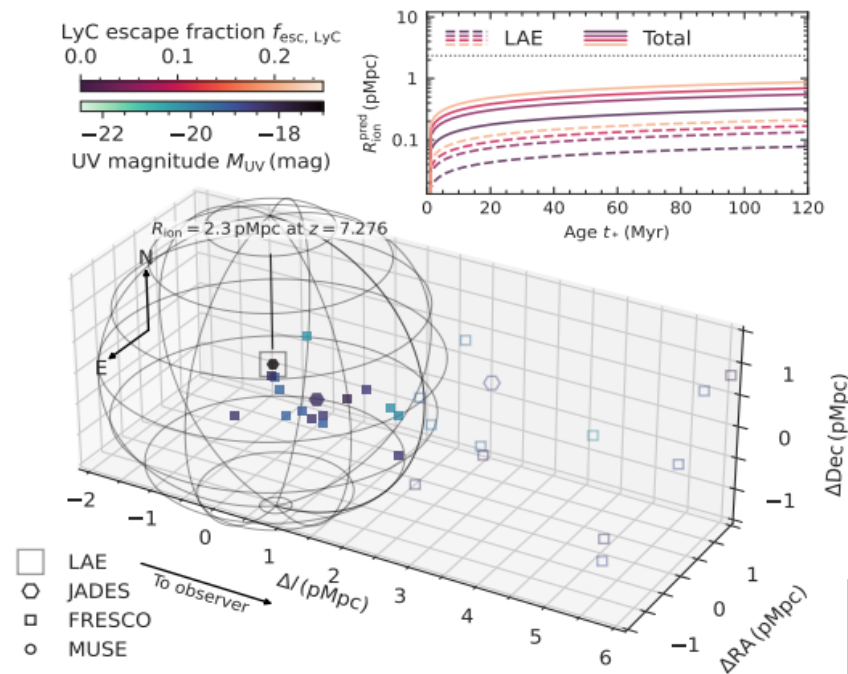 LyC escape fraction f_esc, LyC
0.0 0.1 0.2
−22 −20 −18
UV magnitude M_UV (mag)
R_ion^pred (pMpc)
10
1
0.1
LAE Total
0 20 40 60 80 100 120
Age t_* (Myr)
R_ion = 2.3 pMpc at z = 7.276
N
E
ΔDec (pMpc)
1
0
−1
ΔRA (pMpc)
1
0
−1
−2 −1 0 1 2 3 4 5 6
Δl (pMpc)
To observer
LAE
JADES
FRESCO
MUSE